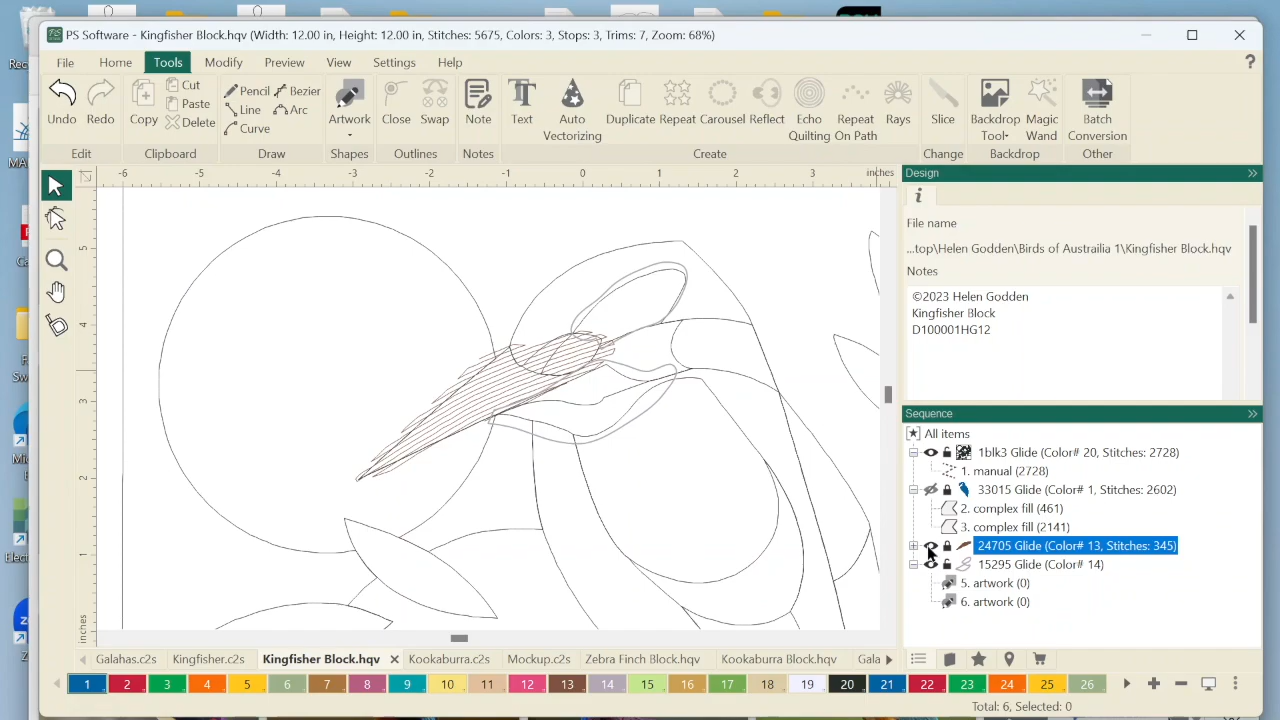 PS Software - Kingfisher Block.hqv (Width: 12.00 in, Height: 12.00 in, Stitches: 5675, Colors: 3, Stops: 3, Trims: 7, Zoom: 68%)
File Home Tools Modify Preview View Settings Help ?
Undo Redo
Copy
Cut
Paste
Delete
Pencil Bezier
Line Arc
Curve
Artwork
Close Swap
Note
Text
Auto Vectorizing
Duplicate Repeat Carousel Reflect
Echo Quilting
Repeat On Path
Rays
Slice
Backdrop Tool
Magic Wand
Batch Conversion
Edit Clipboard Draw Shapes Outlines Notes Create Change Backdrop Other
-6 -5 -4 -3 -2 -1 0 1 2 3 inches
5
4
3
2
1
inches
Design
File name
...top\Helen Godden\Birds of Austrailia 1\Kingfisher Block.hqv
Notes
©2023 Helen Godden
Kingfisher Block
D100001HG12
Sequence
All items
1blk3 Glide (Color# 20, Stitches: 2728)
1. manual (2728)
33015 Glide (Color# 1, Stitches: 2602)
2. complex fill (461)
3. complex fill (2141)
24705 Glide (Color# 13, Stitches: 345)
15295 Glide (Color# 14)
5. artwork (0)
6. artwork (0)
Galahas.c2s Kingfisher.c2s Kingfisher Block.hqv Kookaburra.c2s Mockup.c2s Zebra Finch Block.hqv Kookaburra Block.hqv Gala
1 2 3 4 5 6 7 8 9 10 11 12 13 14 15 16 17 18 19 20 21 22 23 24 25 26
Total: 6, Selected: 0